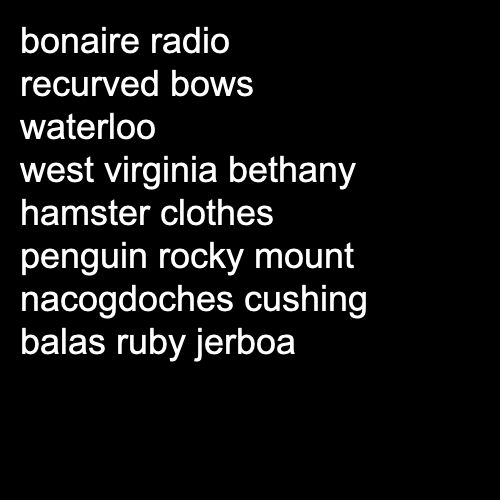 bonaire radio
recurved bows
waterloo
west virginia bethany
hamster clothes
penguin rocky mount
nacogdoches cushing
balas ruby jerboa